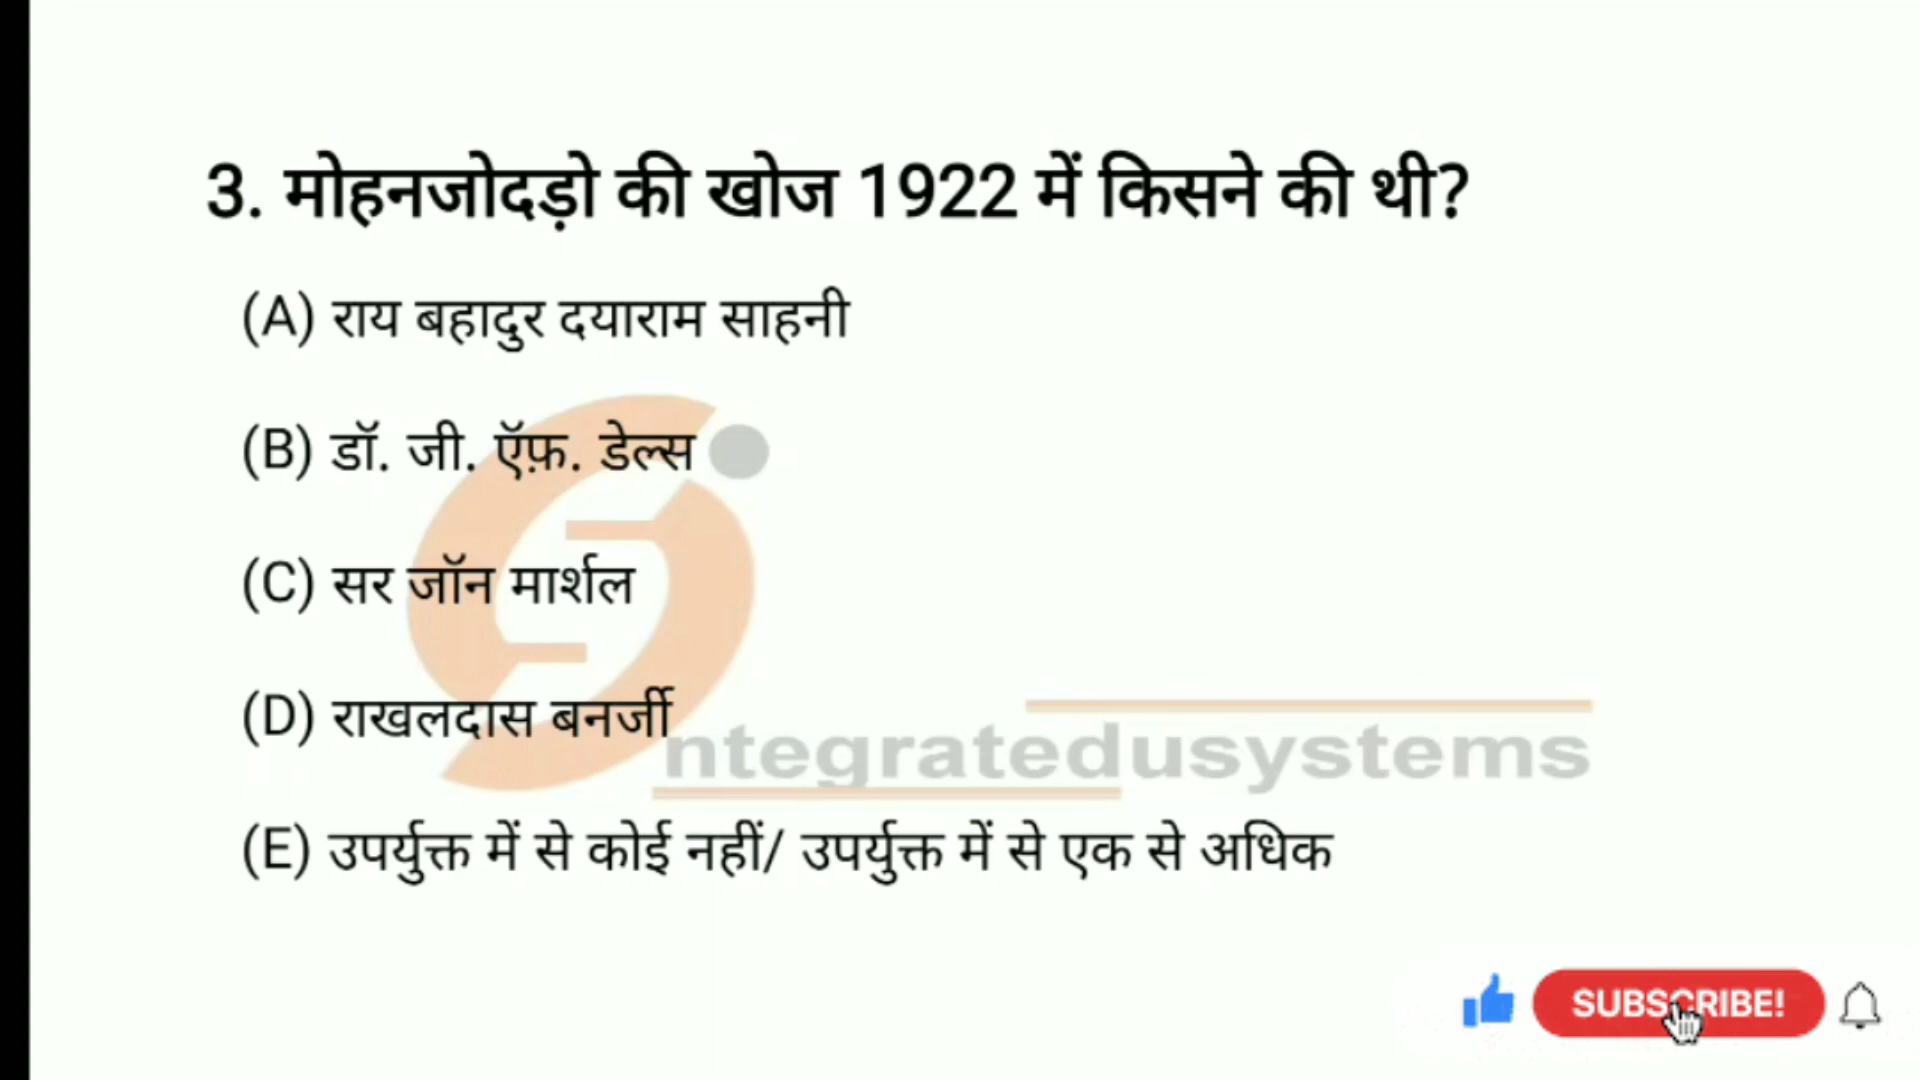 3. मोहनजोदड़ो की खोज 1922 में किसने की थी?
(A) राय बहादुर दयाराम साहनी
(B) डॉ. जी. ऍफ़. डेल्स
(C) सर जॉन मार्शल
(D) राखलदास बनर्जी
ntegratedusystems
(E) उपर्युक्त में से कोई नहीं/ उपर्युक्त में से एक से अधिक
SUBSCRIBE!